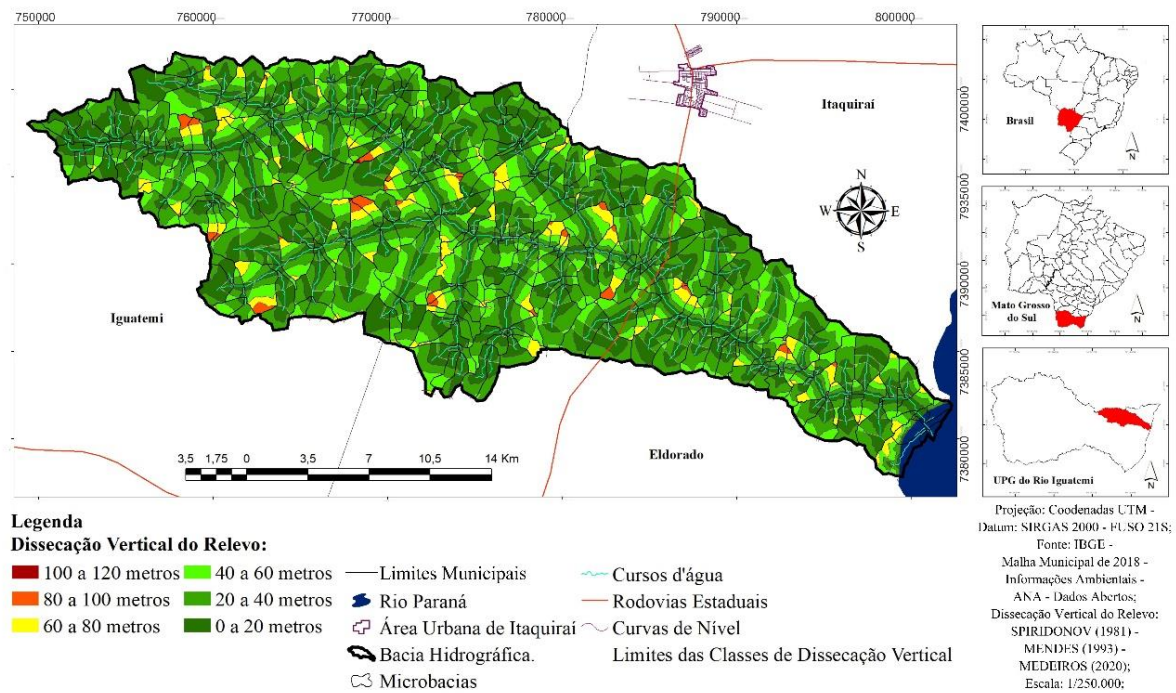 750000 760000 770000 780000 790000 800000
Itaquiraí
7400000
7935000
7390000
7385000
7380000
N
W E
S
Iguatemi
Eldorado
3,5 1,75 0 3,5 7 10,5 14 Km
Brasil
N
Mato Grosso
do Sul
N
UPG do Rio Iguatemi
N
Legenda
Dissecação Vertical do Relevo:
100 a 120 metros
80 a 100 metros
60 a 80 metros
40 a 60 metros
20 a 40 metros
0 a 20 metros
Limites Municipais
Rio Paraná
Área Urbana de Itaquiraí
Bacia Hidrográfica.
Microbacias
Cursos d'água
Rodovias Estaduais
Curvas de Nível
Limites das Classes de Dissecação Vertical
Projeção: Coodenadas UTM -
Datum: SIRGAS 2000 - FUSO 21S;
Fonte: IBGE -
Malha Municipal de 2018 -
Informações Ambientais -
ANA - Dados Abertos;
Dissecação Vertical do Relevo:
SPIRIDONOV (1981) -
MENDES (1993) -
MEDEIROS (2020);
Escala: 1/250.000;